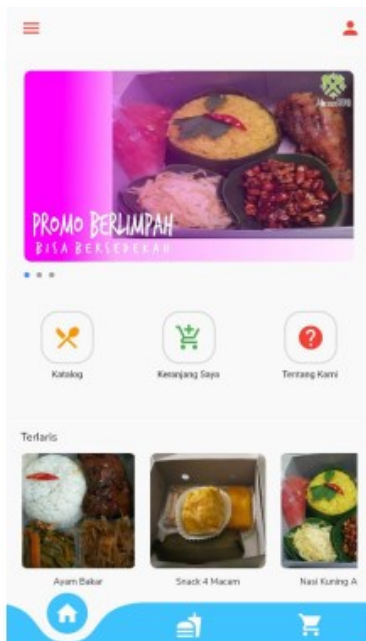 PROMO BERLIMPAH
BISA BERSEDEKAH
Katalog
Keranjang Saya
Tentang Kami
Terlaris
Ayam Bakar
Snack 4 Macam
Nasi Kuning A